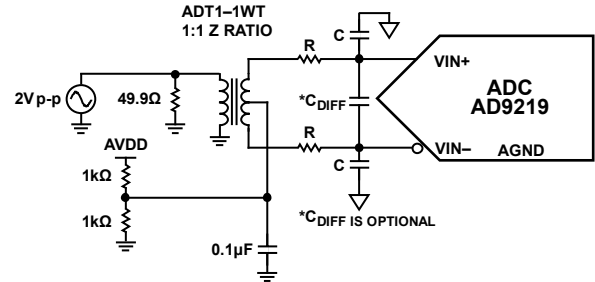 ADT1–1WT
1:1 Z RATIO
C
R
VIN+
ADC
AD9219
2V p-p
49.9Ω
*CDIFF
R
VIN–
AGND
AVDD
C
1kΩ
1kΩ
*CDIFF IS OPTIONAL
0.1µF